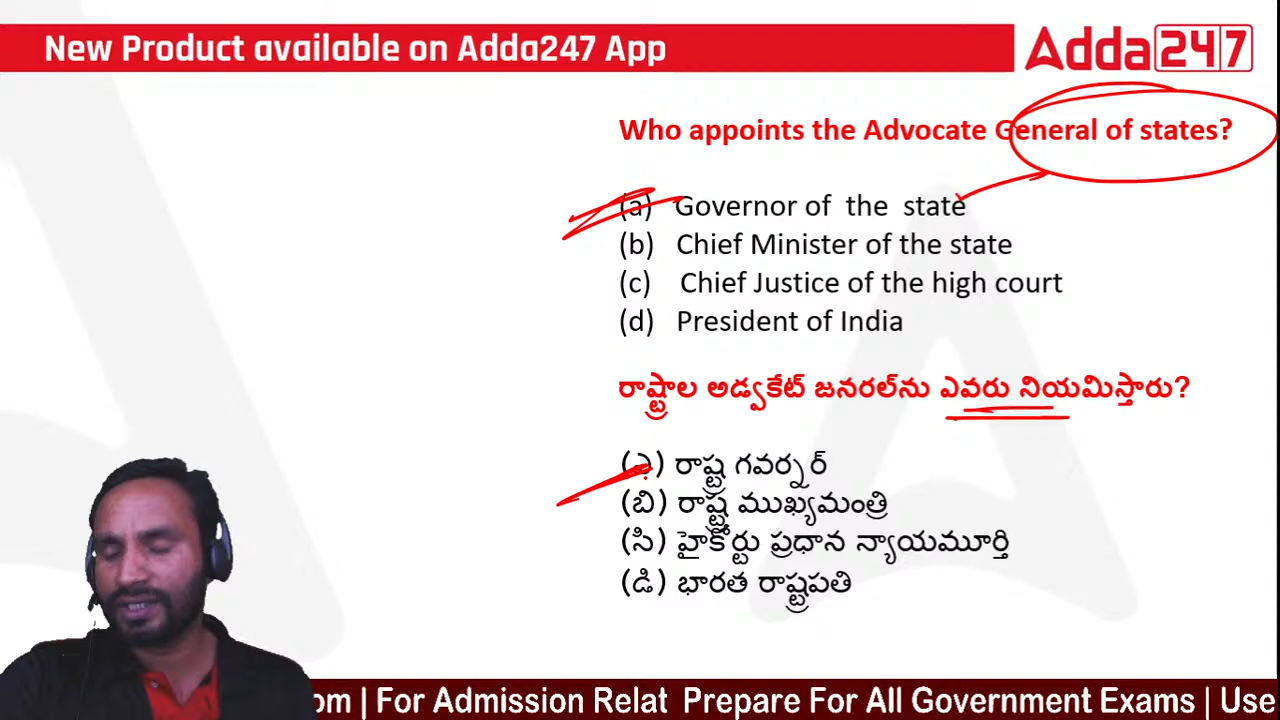 New Product available on Adda247 App
Adda247
Who appoints the Advocate General of states?
(a) Governor of the state
(b) Chief Minister of the state
(c) Chief Justice of the high court
(d) President of India
రాష్ట్రాల అడ్వకేట్ జనరల్‌ను ఎవరు నియమిస్తారు?
(ఎ) రాష్ట్ర గవర్నర్
(బి) రాష్ట్ర ముఖ్యమంత్రి
(సి) హైకోర్టు ప్రధాన న్యాయమూర్తి
(డి) భారత రాష్ట్రపతి
om | For Admission Relat Prepare For All Government Exams | Use